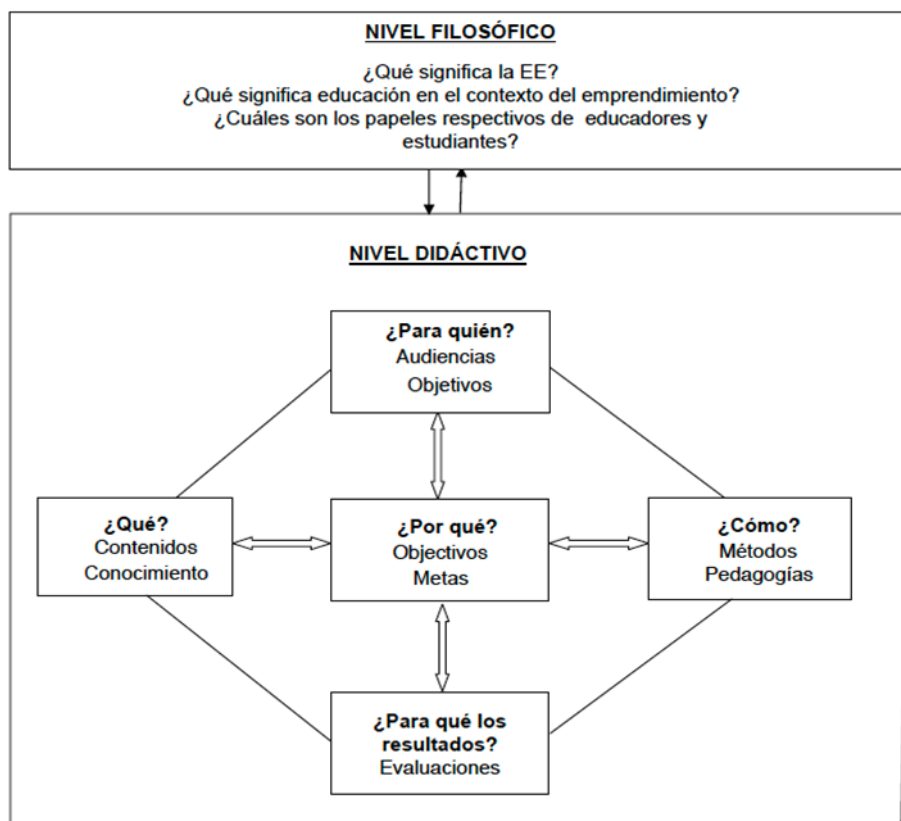 NIVEL FILOSÓFICO
¿Qué significa la EE?
¿Qué significa educación en el contexto del emprendimiento?
¿Cuáles son los papeles respectivos de educadores y
estudiantes?
NIVEL DIDÁCTIVO
¿Para quién?
Audiencias
Objetivos
¿Qué?
Contenidos
Conocimiento
¿Por qué?
Objectivos
Metas
¿Cómo?
Métodos
Pedagogías
¿Para qué los
resultados?
Evaluaciones